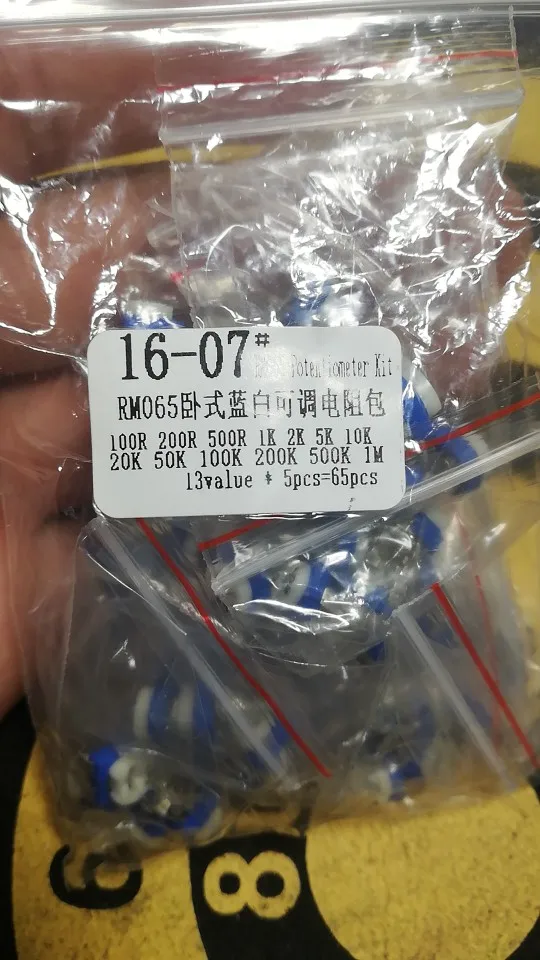 16-07#
Potentiometer Kit
RM065卧式蓝白可调电阻包
100R 200R 500R 1K 2K 5K 10K
20K 50K 100K 200K 500K 1M
13value * 5pcs=65pcs
8